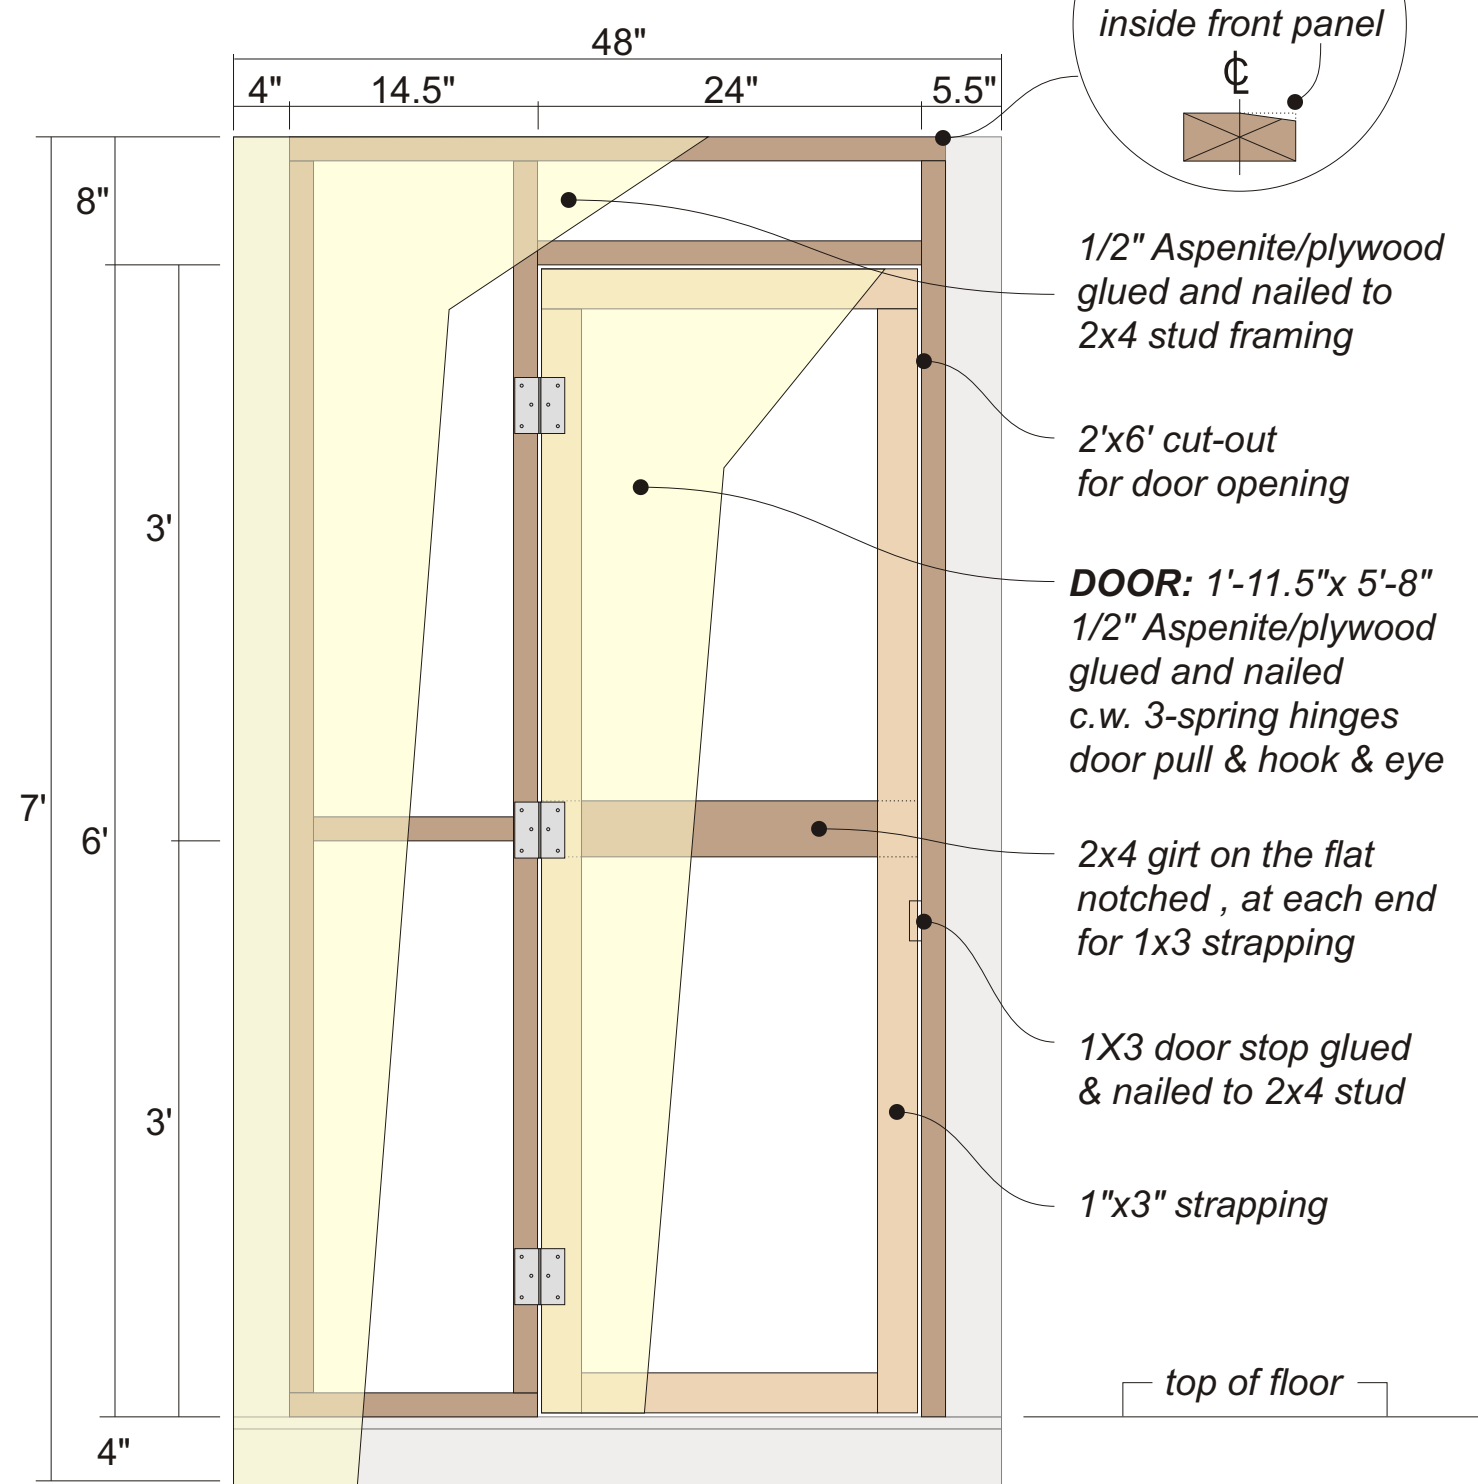 inside front panel
℄
48"
4" 14.5" 24" 5.5"
8"
3'
7'
6'
3'
4"
1/2" Aspenite/plywood
glued and nailed to
2x4 stud framing
2'x6' cut-out
for door opening
DOOR: 1'-11.5"x 5'-8"
1/2" Aspenite/plywood
glued and nailed
c.w. 3-spring hinges
door pull & hook & eye
2x4 girt on the flat
notched , at each end
for 1x3 strapping
1X3 door stop glued
& nailed to 2x4 stud
1"x3" strapping
top of floor